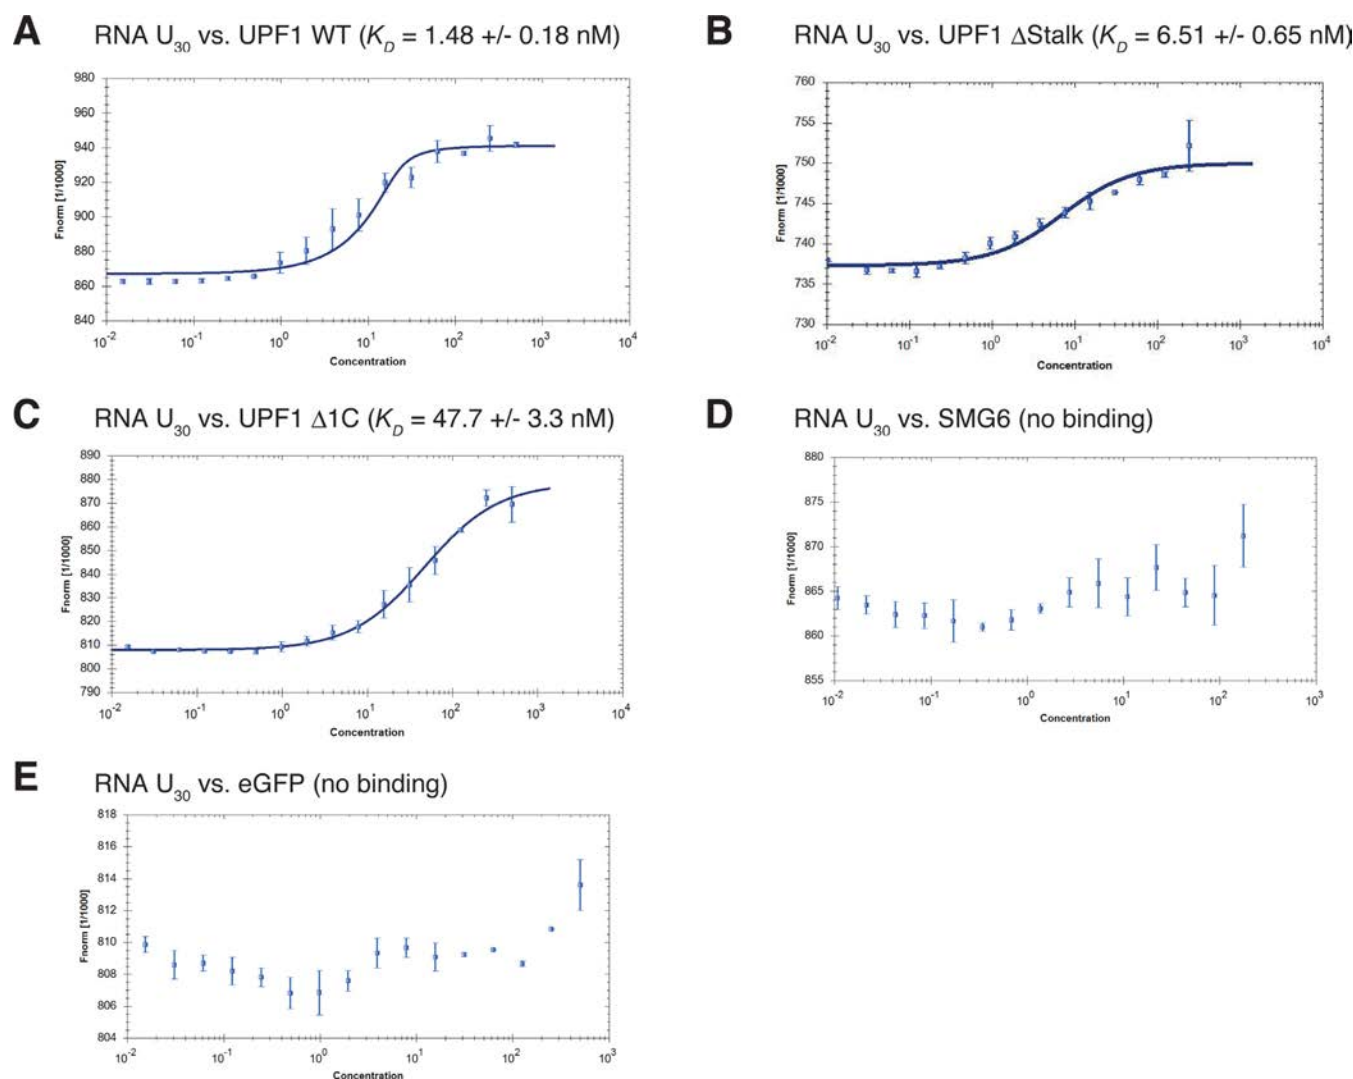 A RNA U30 vs. UPF1 WT (KD = 1.48 +/- 0.18 nM)
980
960
940
920
900
880
860
840
Fnorm [1/1000]
10-2 10-1 100 101 102 103 104
Concentration
B RNA U30 vs. UPF1 ΔStalk (KD = 6.51 +/- 0.65 nM)
760
755
750
745
740
735
730
Fnorm [1/1000]
10-2 10-1 100 101 102 103 104
Concentration
C RNA U30 vs. UPF1 Δ1C (KD = 47.7 +/- 3.3 nM)
890
880
870
860
850
840
830
820
810
800
790
Fnorm [1/1000]
10-2 10-1 100 101 102 103 104
Concentration
D RNA U30 vs. SMG6 (no binding)
880
875
870
865
860
855
Fnorm [1/1000]
10-2 10-1 100 101 102 103
Concentration
E RNA U30 vs. eGFP (no binding)
818
816
814
812
810
808
806
804
Fnorm [1/1000]
10-2 10-1 100 101 102 103
Concentration